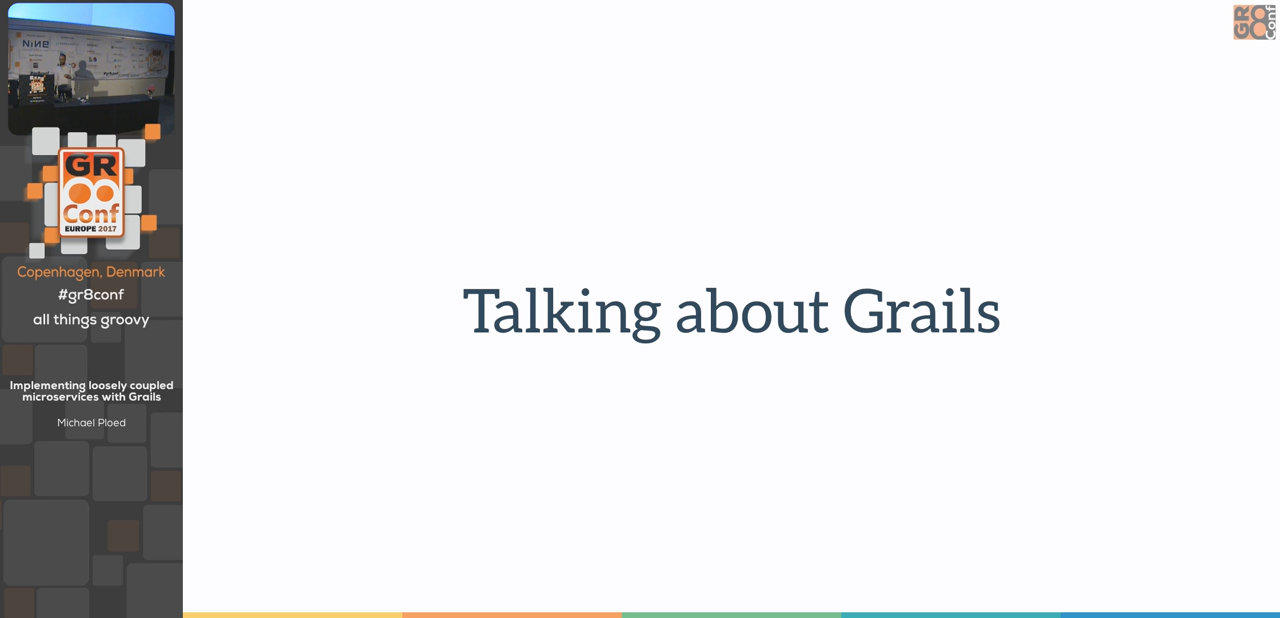 NINE
GR
Conf
EUROPE 2017
Copenhagen, Denmark
#gr8conf
all things groovy
Implementing loosely coupled
microservices with Grails
Michael Ploed
Talking about Grails
GR
Conf